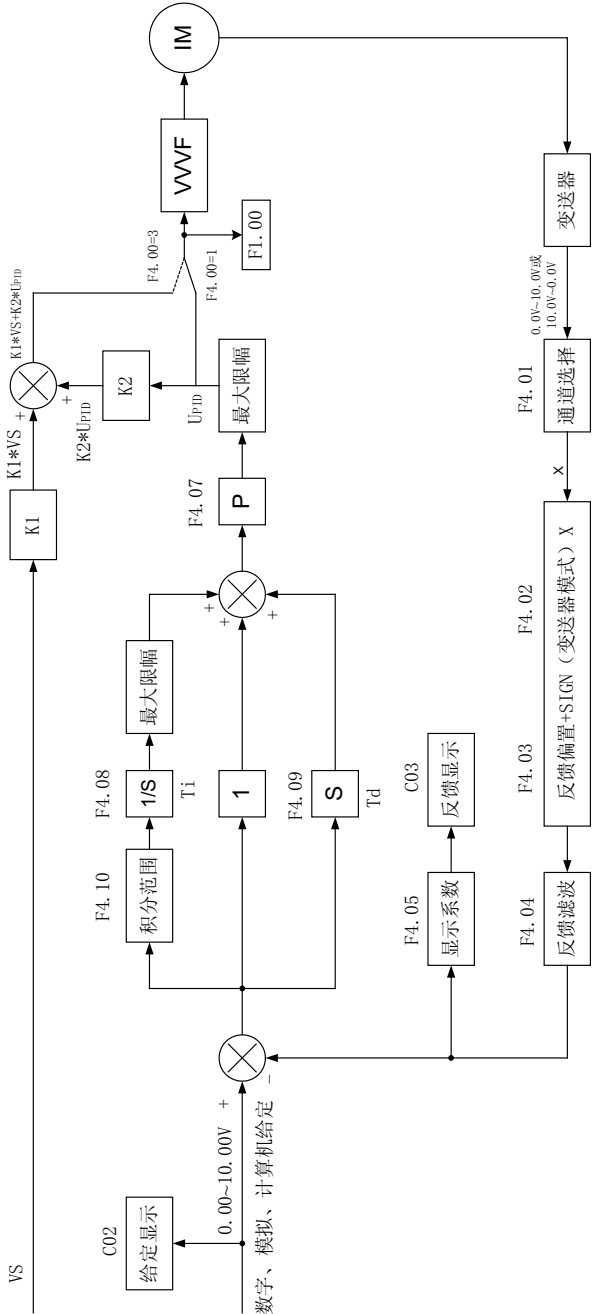 VS
K1
K1*VS
+
K1*VS+K2*UPID
+
K2*UPID
K2
UPID
F4.00=3
F4.00=1
VVVF
IM
F1.00
C02
给定显示
0.00~10.00V
+
数字、模拟、计算机给定
-
F4.10
积分范围
F4.08
1/S
Ti
最大限幅
1
F4.09
S
Td
+
+
+
F4.07
P
最大限幅
F4.05
显示系数
C03
反馈显示
F4.04
反馈滤波
F4.03
F4.02
反馈偏置+SIGN（变送器模式）X
X
F4.01
通道选择
0.0V~10.0V或
10.0V~0.0V
变送器